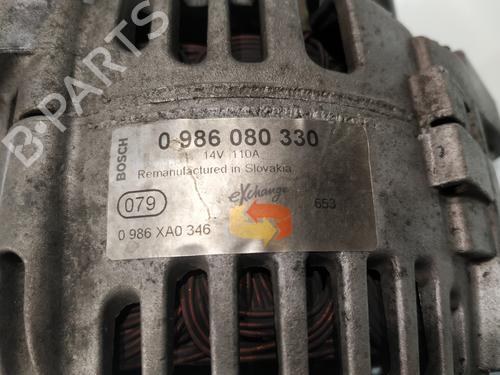 B-PARTS
BOSCH
0 986 080 330
14V 110A
Remanufactured in Slovakia
079
eXchange
653
0 986 XA0 346